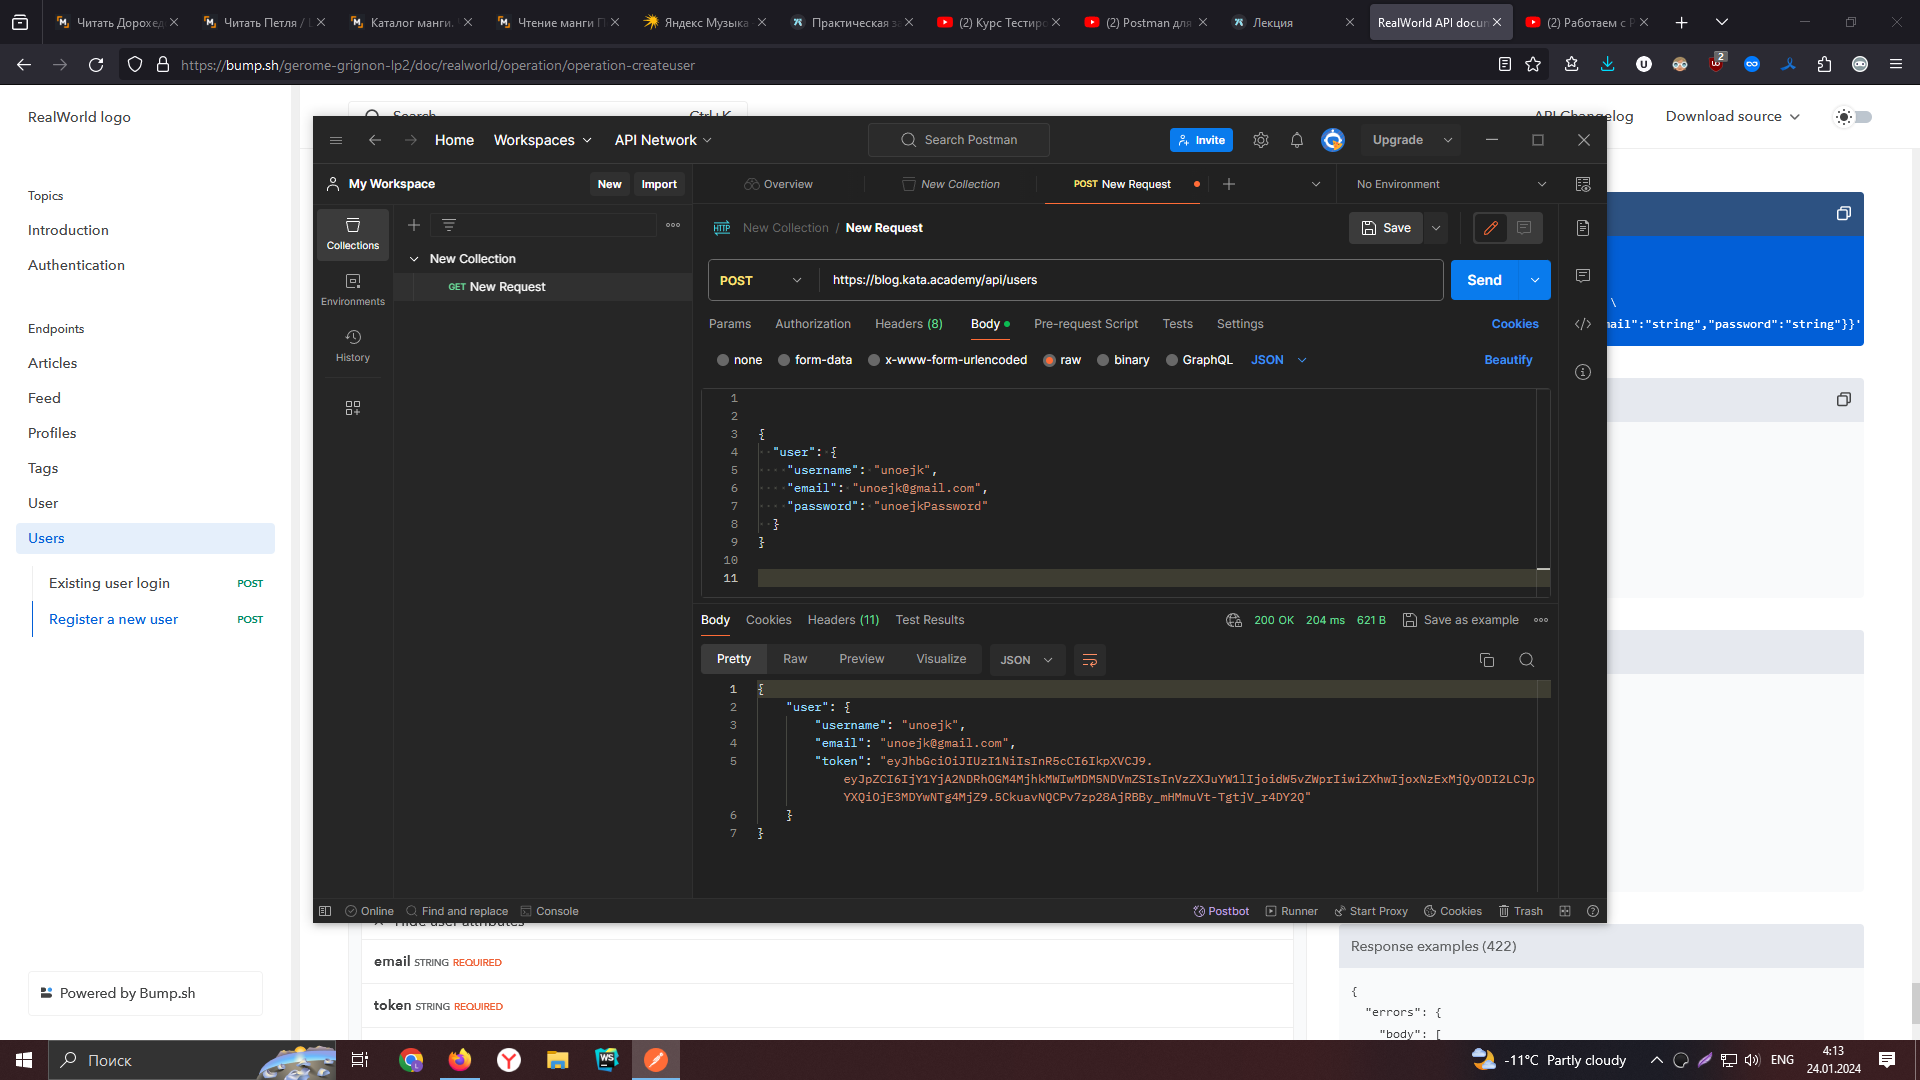 Читать Дорохед
Читать Петля / L
Каталог манги.
Чтение манги П
Яндекс Музыка
Практическая за
(2) Курс Тестиро
(2) Postman для
Лекция
RealWorld API docun
(2) Работаем с P
https://bump.sh/gerome-grignon-lp2/doc/realworld/operation/operation-createuser
2
RealWorld logo
Search
Ctrl+K
API Changelog
Download source
Topics
Introduction
Authentication
Endpoints
Articles
Feed
Profiles
Tags
User
Users
Existing user login POST
Register a new user POST
Powered by Bump.sh
Home
Workspaces
API Network
Search Postman
Invite
Upgrade
My Workspace
New
Import
Overview
New Collection
POST New Request
No Environment
Collections
Environments
History
New Collection
GET New Request
HTTP New Collection / New Request
Save
POST
https://blog.kata.academy/api/users
Send
Params
Authorization
Headers (8)
Body
Pre-request Script
Tests
Settings
Cookies
none
form-data
x-www-form-urlencoded
raw
binary
GraphQL
JSON
Beautify
1
2
3 {
4 "user": {
5 "username": "unoejk",
6 "email": "unoejk@gmail.com",
7 "password": "unoejkPassword"
8 }
9 }
10
11
Body
Cookies
Headers (11)
Test Results
200 OK
204 ms
621 B
Save as example
Pretty
Raw
Preview
Visualize
JSON
1 {
2 "user": {
3 "username": "unoejk",
4 "email": "unoejk@gmail.com",
5 "token": "eyJhbGciOiJIUzI1NiIsInR5cCI6IkpXVCJ9.
eyJpZCI6IjY1YjA2NDRhOGM4MjhkMWIwMDM5NDVmZSIsInVzZXJuYW1lIjoidW5vZWprIiwiZXhwIjoxNzExMjQyODI2LCJp
YXQiOjE3MDYwNTg4MjZ9.5CkuavNQCPv7zp28AjRBBy_mHMmuVt-TgtjV_r4DY2Q"
6 }
7 }
Online
Find and replace
Console
Postbot
Runner
Start Proxy
Cookies
Trash
\
mail":"string","password":"string"}}'
Hide user attributes
email STRING REQUIRED
token STRING REQUIRED
Response examples (422)
{
"errors": {
"body": [
Поиск
-11°C Partly cloudy
ENG
4:13
24.01.2024